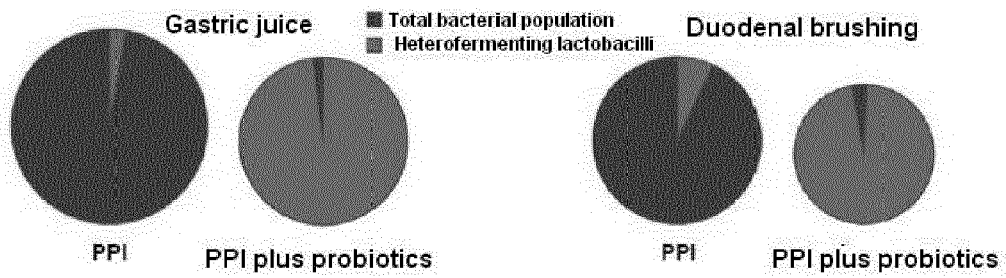 Gastric juice
Total bacterial population
Heterofermenting lactobacilli
Duodenal brushing
PPI
PPI plus probiotics
PPI
PPI plus probiotics